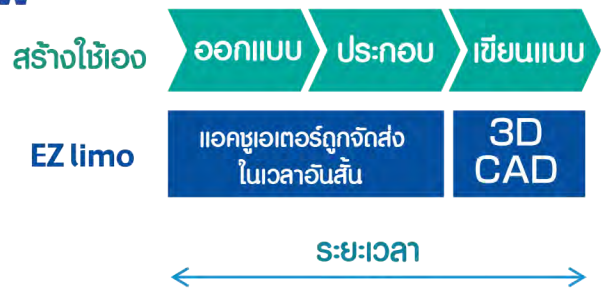 สร้างใช้เอง ออกแบบ ประกอบ เขียนแบบ
EZ limo แอคชูเอเตอร์ถูกจัดส่ง
ในเวลาอันสั้น
3D
CAD
ระยะเวลา